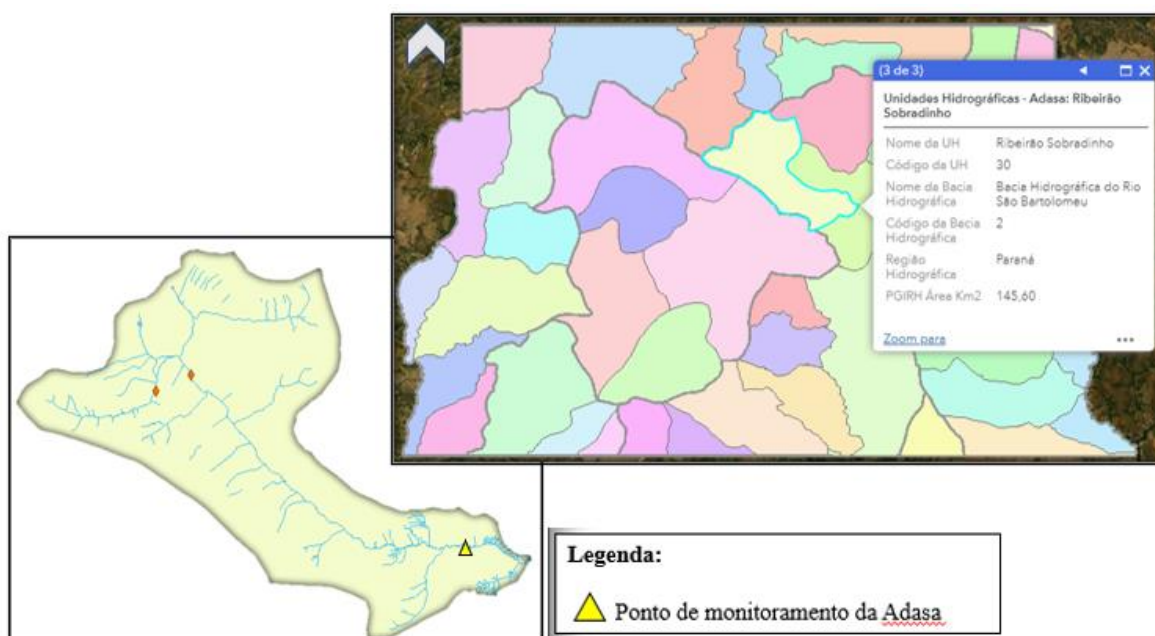 (3 de 3)
Unidades Hidrográficas - Adasa: Ribeirão
Sobradinho
Nome da UH Ribeirão Sobradinho
Código da UH 30
Nome da Bacia Bacia Hidrográfica do Rio
Hidrográfica São Bartolomeu
Código da Bacia 2
Hidrográfica
Região Paraná
Hidrográfica
PGIRH Área Km2 145,60
Zoom para
Legenda:
Ponto de monitoramento da Adasa